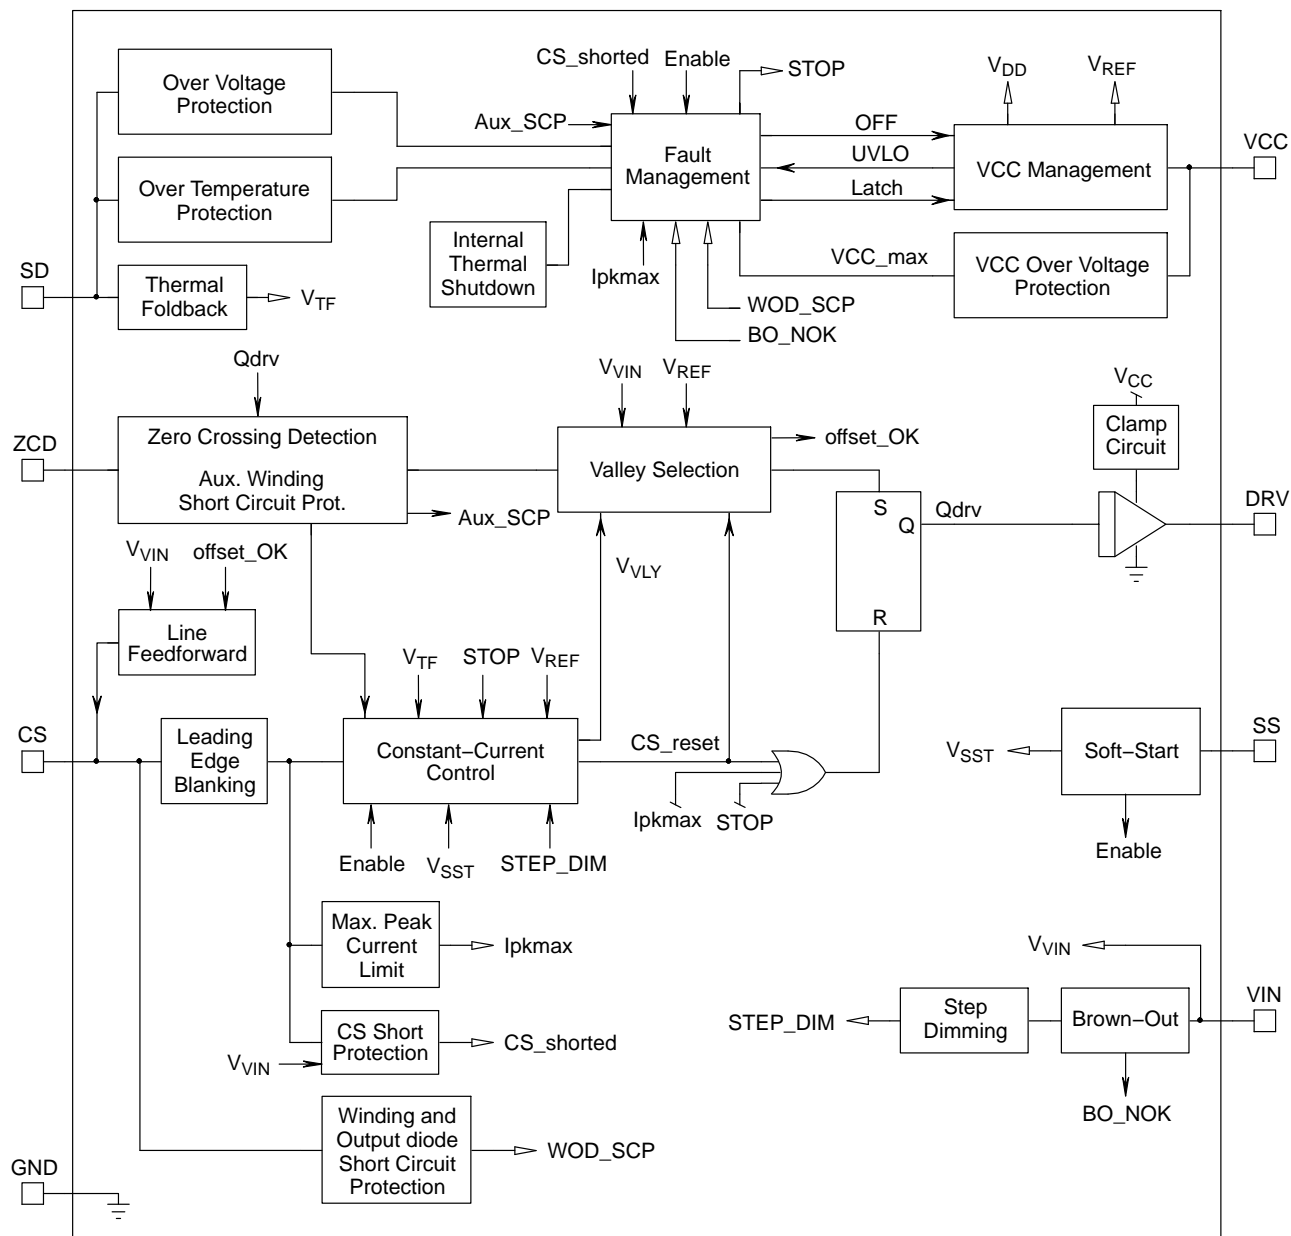 CS_shorted
Enable
STOP
VDD
VREF
Over Voltage
Protection
Aux_SCP
OFF
VCC
Fault
Management
UVLO
VCC Management
Over Temperature
Protection
Latch
Internal
Thermal
Shutdown
VCC_max
VCC Over Voltage
Protection
SD
Thermal
Foldback
VTF
Ipkmax
WOD_SCP
BO_NOK
Qdrv
VVIN
VREF
VCC
Clamp
Circuit
ZCD
Zero Crossing Detection
Aux. Winding
Short Circuit Prot.
Valley Selection
offset_OK
Aux_SCP
S
Q
Qdrv
DRV
VVIN
offset_OK
VVLY
R
Line
Feedforward
VTF
STOP
VREF
CS
Leading
Edge
Blanking
Constant−Current
Control
CS_reset
Ipkmax
STOP
VSST
Soft−Start
SS
Enable
VSST
STEP_DIM
Enable
Max. Peak
Current
Limit
Ipkmax
VVIN
VIN
STEP_DIM
Step
Dimming
Brown−Out
CS Short
Protection
CS_shorted
VVIN
BO_NOK
Winding and
Output diode
Short Circuit
Protection
WOD_SCP
GND